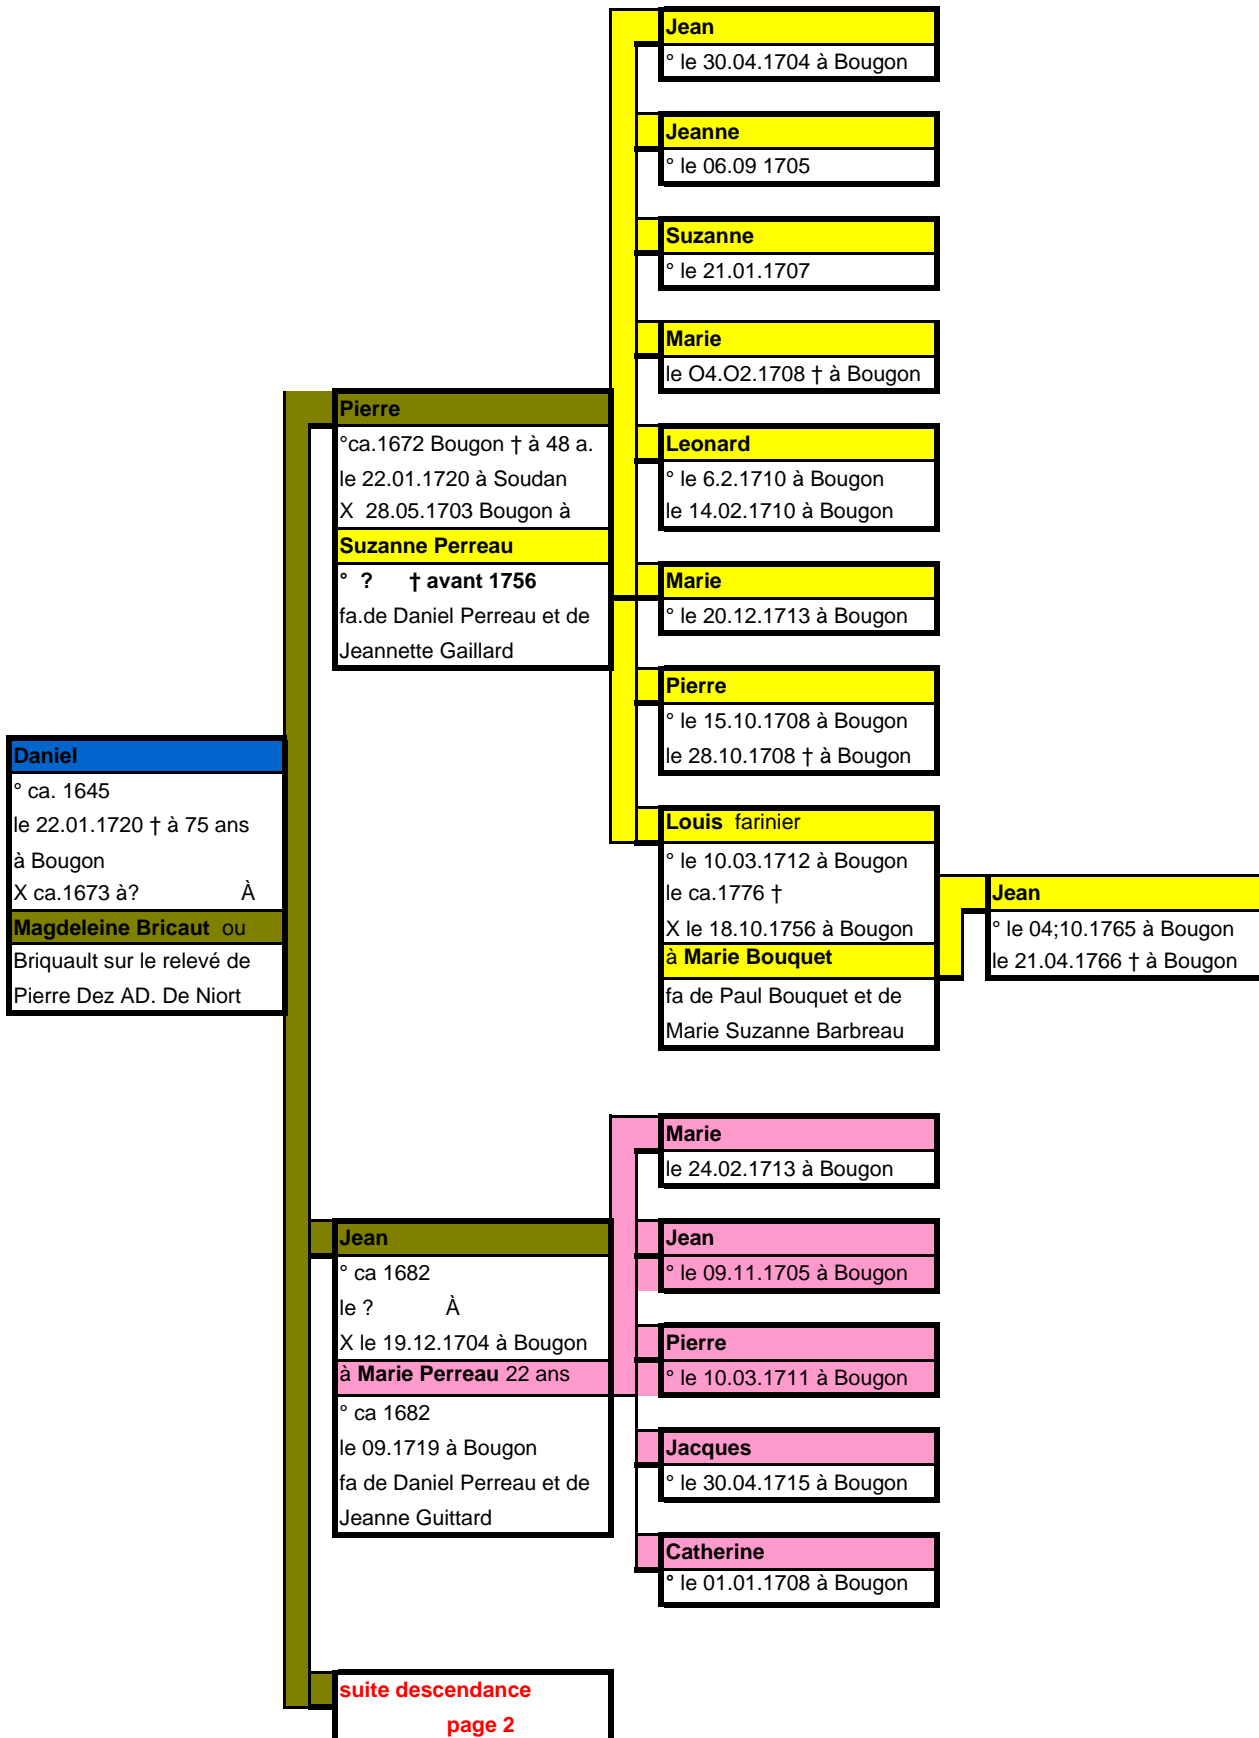 Jean
° le 30.04.1704 à Bougon
Jeanne
° le 06.09 1705
Suzanne
° le 21.01.1707
Marie
le O4.O2.1708 † à Bougon
Pierre
°ca.1672 Bougon † à 48 a.
le 22.01.1720 à Soudan
X 28.05.1703 Bougon à
Suzanne Perreau
° ? † avant 1756
fa.de Daniel Perreau et de
Jeannette Gaillard
Leonard
° le 6.2.1710 à Bougon
le 14.02.1710 à Bougon
Marie
° le 20.12.1713 à Bougon
Pierre
° le 15.10.1708 à Bougon
le 28.10.1708 † à Bougon
Daniel
° ca. 1645
le 22.01.1720 † à 75 ans
à Bougon
X ca.1673 à? À
Magdeleine Bricaut ou
Briquault sur le relevé de
Pierre Dez AD. De Niort
Louis farinier
° le 10.03.1712 à Bougon
le ca.1776 †
X le 18.10.1756 à Bougon
à Marie Bouquet
fa de Paul Bouquet et de
Marie Suzanne Barbreau
Jean
° le 04;10.1765 à Bougon
le 21.04.1766 † à Bougon
Marie
le 24.02.1713 à Bougon
Jean
° ca 1682
le ? À
X le 19.12.1704 à Bougon
à Marie Perreau 22 ans
° ca 1682
le 09.1719 à Bougon
fa de Daniel Perreau et de
Jeanne Guittard
Jean
° le 09.11.1705 à Bougon
Pierre
° le 10.03.1711 à Bougon
Jacques
° le 30.04.1715 à Bougon
Catherine
° le 01.01.1708 à Bougon
suite descendance
page 2